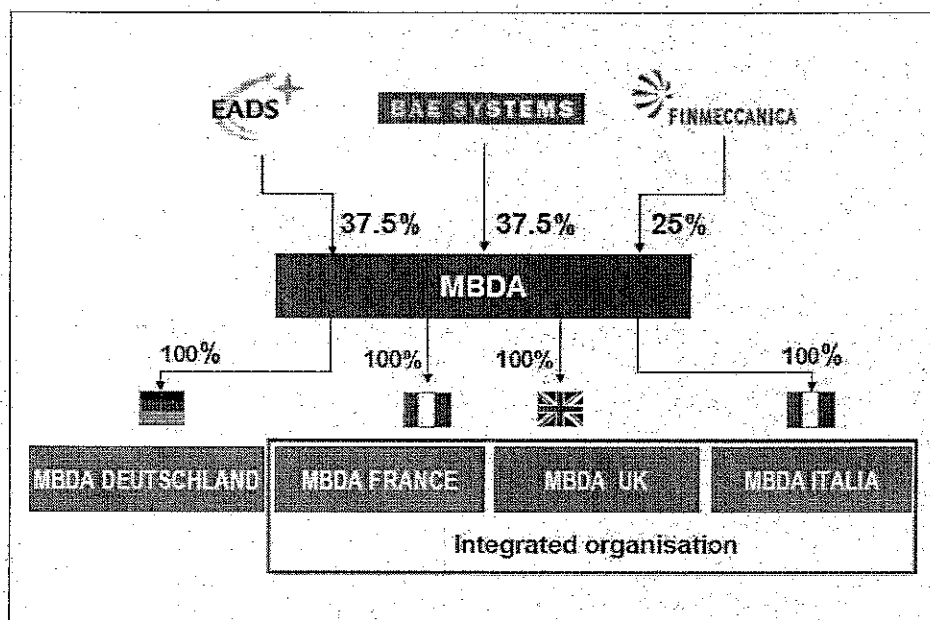 EADS
BAE SYSTEMS
FINMECCANICA
37.5%
37.5%
25%
MBDA
100%
100%
100%
100%
MBDA DEUTSCHLAND
MBDA FRANCE
MBDA UK
MBDA ITALIA
Integrated organisation